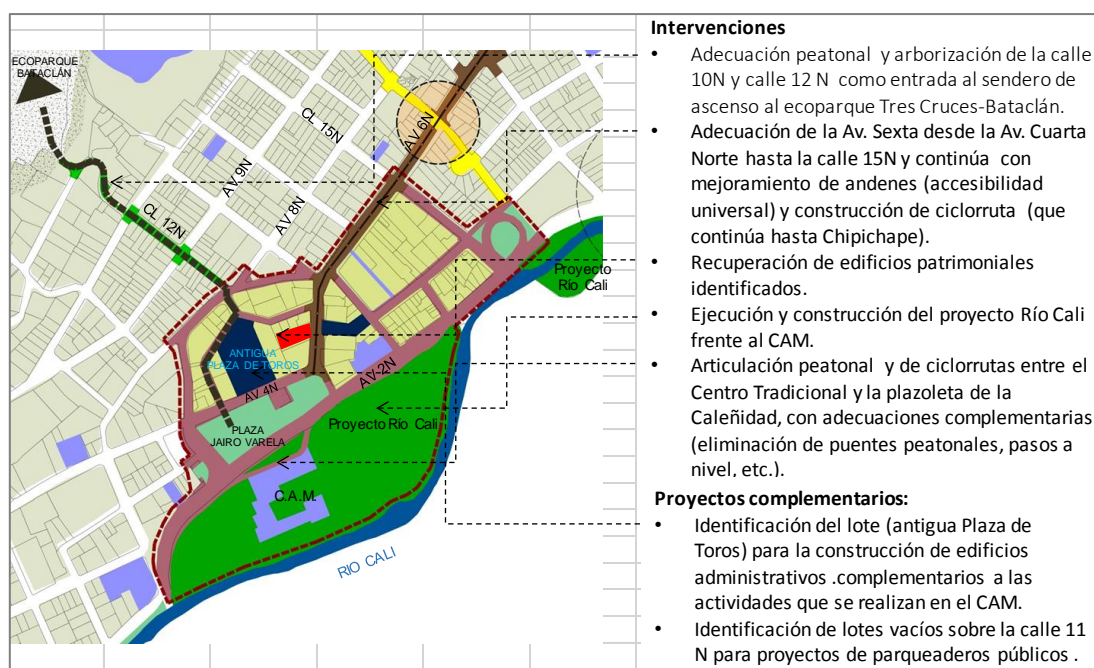 ECOPARQUE
BATACLÁN
CL 15N
AV 6N
AV 9N
AV 8N
CL 12N
Proyecto
Río Cali
ANTIGUA
PLAZA DE TOROS
AV 4N
AV 2N
PLAZA
JAIRO VARELA
Proyecto Río Cali
C.A.M.
RIO CALI
Intervenciones
• Adecuación peatonal y arborización de la calle
10N y calle 12 N como entrada al sendero de
ascenso al ecoparque Tres Cruces-Bataclán.
• Adecuación de la Av. Sexta desde la Av. Cuarta
Norte hasta la calle 15N y continúa con
mejoramiento de andenes (accesibilidad
universal) y construcción de ciclorruta (que
continúa hasta Chipichape).
• Recuperación de edificios patrimoniales
identificados.
• Ejecución y construcción del proyecto Río Cali
frente al CAM.
• Articulación peatonal y de ciclorrutas entre el
Centro Tradicional y la plazoleta de la
Caleñidad, con adecuaciones complementarias
(eliminación de puentes peatonales, pasos a
nivel, etc.).
Proyectos complementarios:
• Identificación del lote (antigua Plaza de
Toros) para la construcción de edificios
administrativos .complementarios a las
actividades que se realizan en el CAM.
• Identificación de lotes vacíos sobre la calle 11
N para proyectos de parqueaderos públicos .